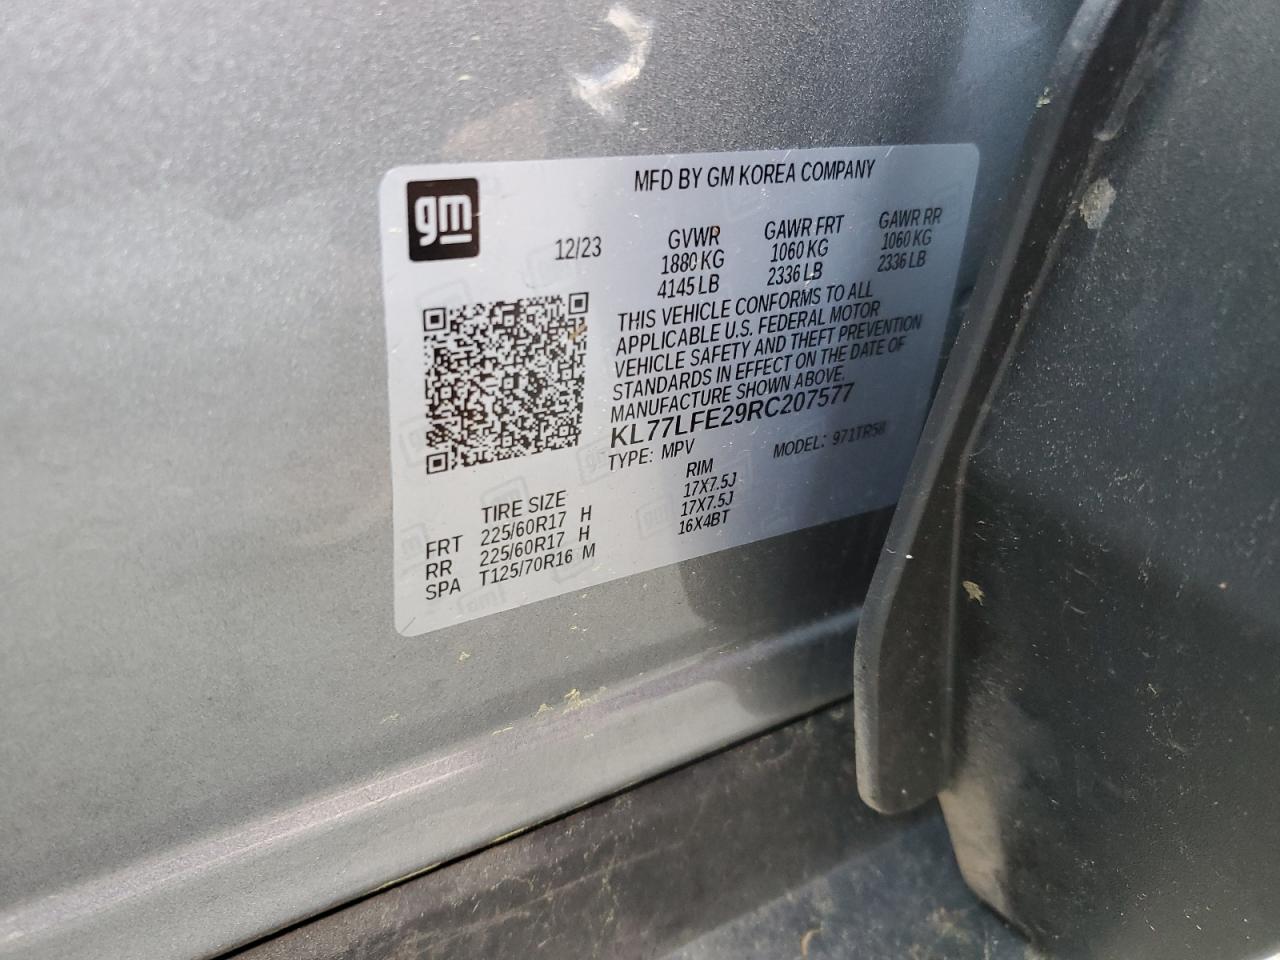 gm
MFD BY GM KOREA COMPANY
12/23
GVWR GAWR FRT GAWR RR
1880 KG 1060 KG 1060 KG
4145 LB 2336 LB 2336 LB
THIS VEHICLE CONFORMS TO ALL
APPLICABLE U.S. FEDERAL MOTOR
VEHICLE SAFETY AND THEFT PREVENTION
STANDARDS IN EFFECT ON THE DATE OF
MANUFACTURE SHOWN ABOVE.
KL77LFE29RC207577
TYPE: MPV MODEL:
TIRE SIZE RIM
FRT 225/60R17 H 17X7.5J
RR 225/60R17 H 17X7.5J
SPA T125/70R16 M 16X4BT